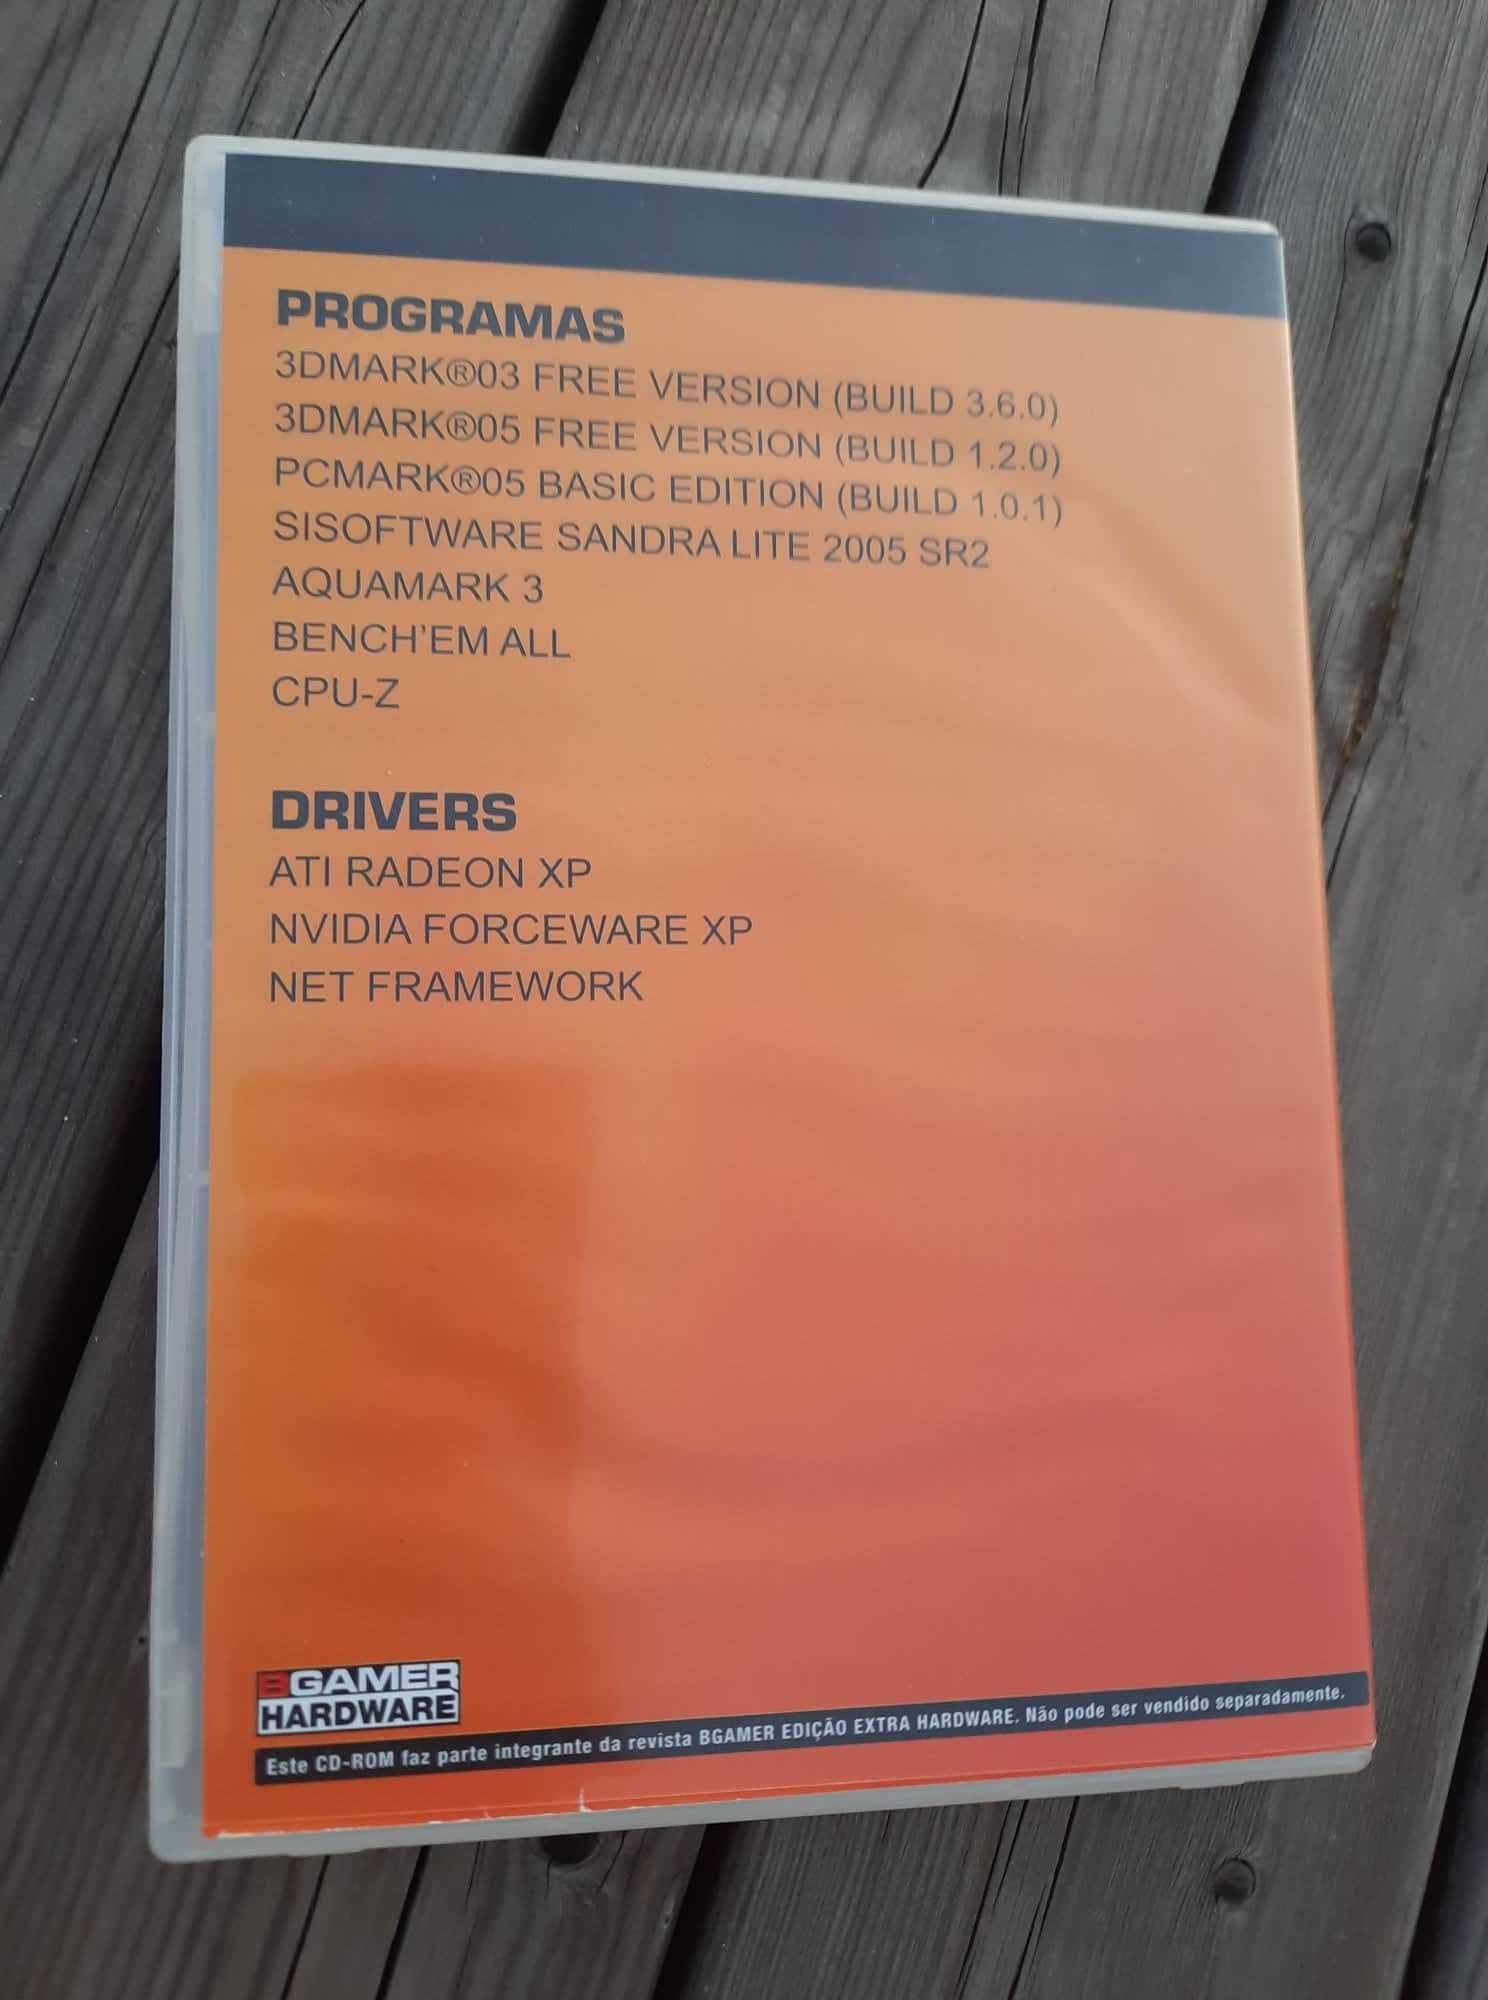 PROGRAMAS
3DMARK®03 FREE VERSION (BUILD 3.6.0)
3DMARK®05 FREE VERSION (BUILD 1.2.0)
PCMARK®05 BASIC EDITION (BUILD 1.0.1)
SISOFTWARE SANDRA LITE 2005 SR2
AQUAMARK 3
BENCH'EM ALL
CPU-Z
DRIVERS
ATI RADEON XP
NVIDIA FORCEWARE XP
NET FRAMEWORK
BGAMER
HARDWARE
Este CD-ROM faz parte integrante da revista BGAMER EDIÇÃO EXTRA HARDWARE. Não pode ser vendido separadamente.